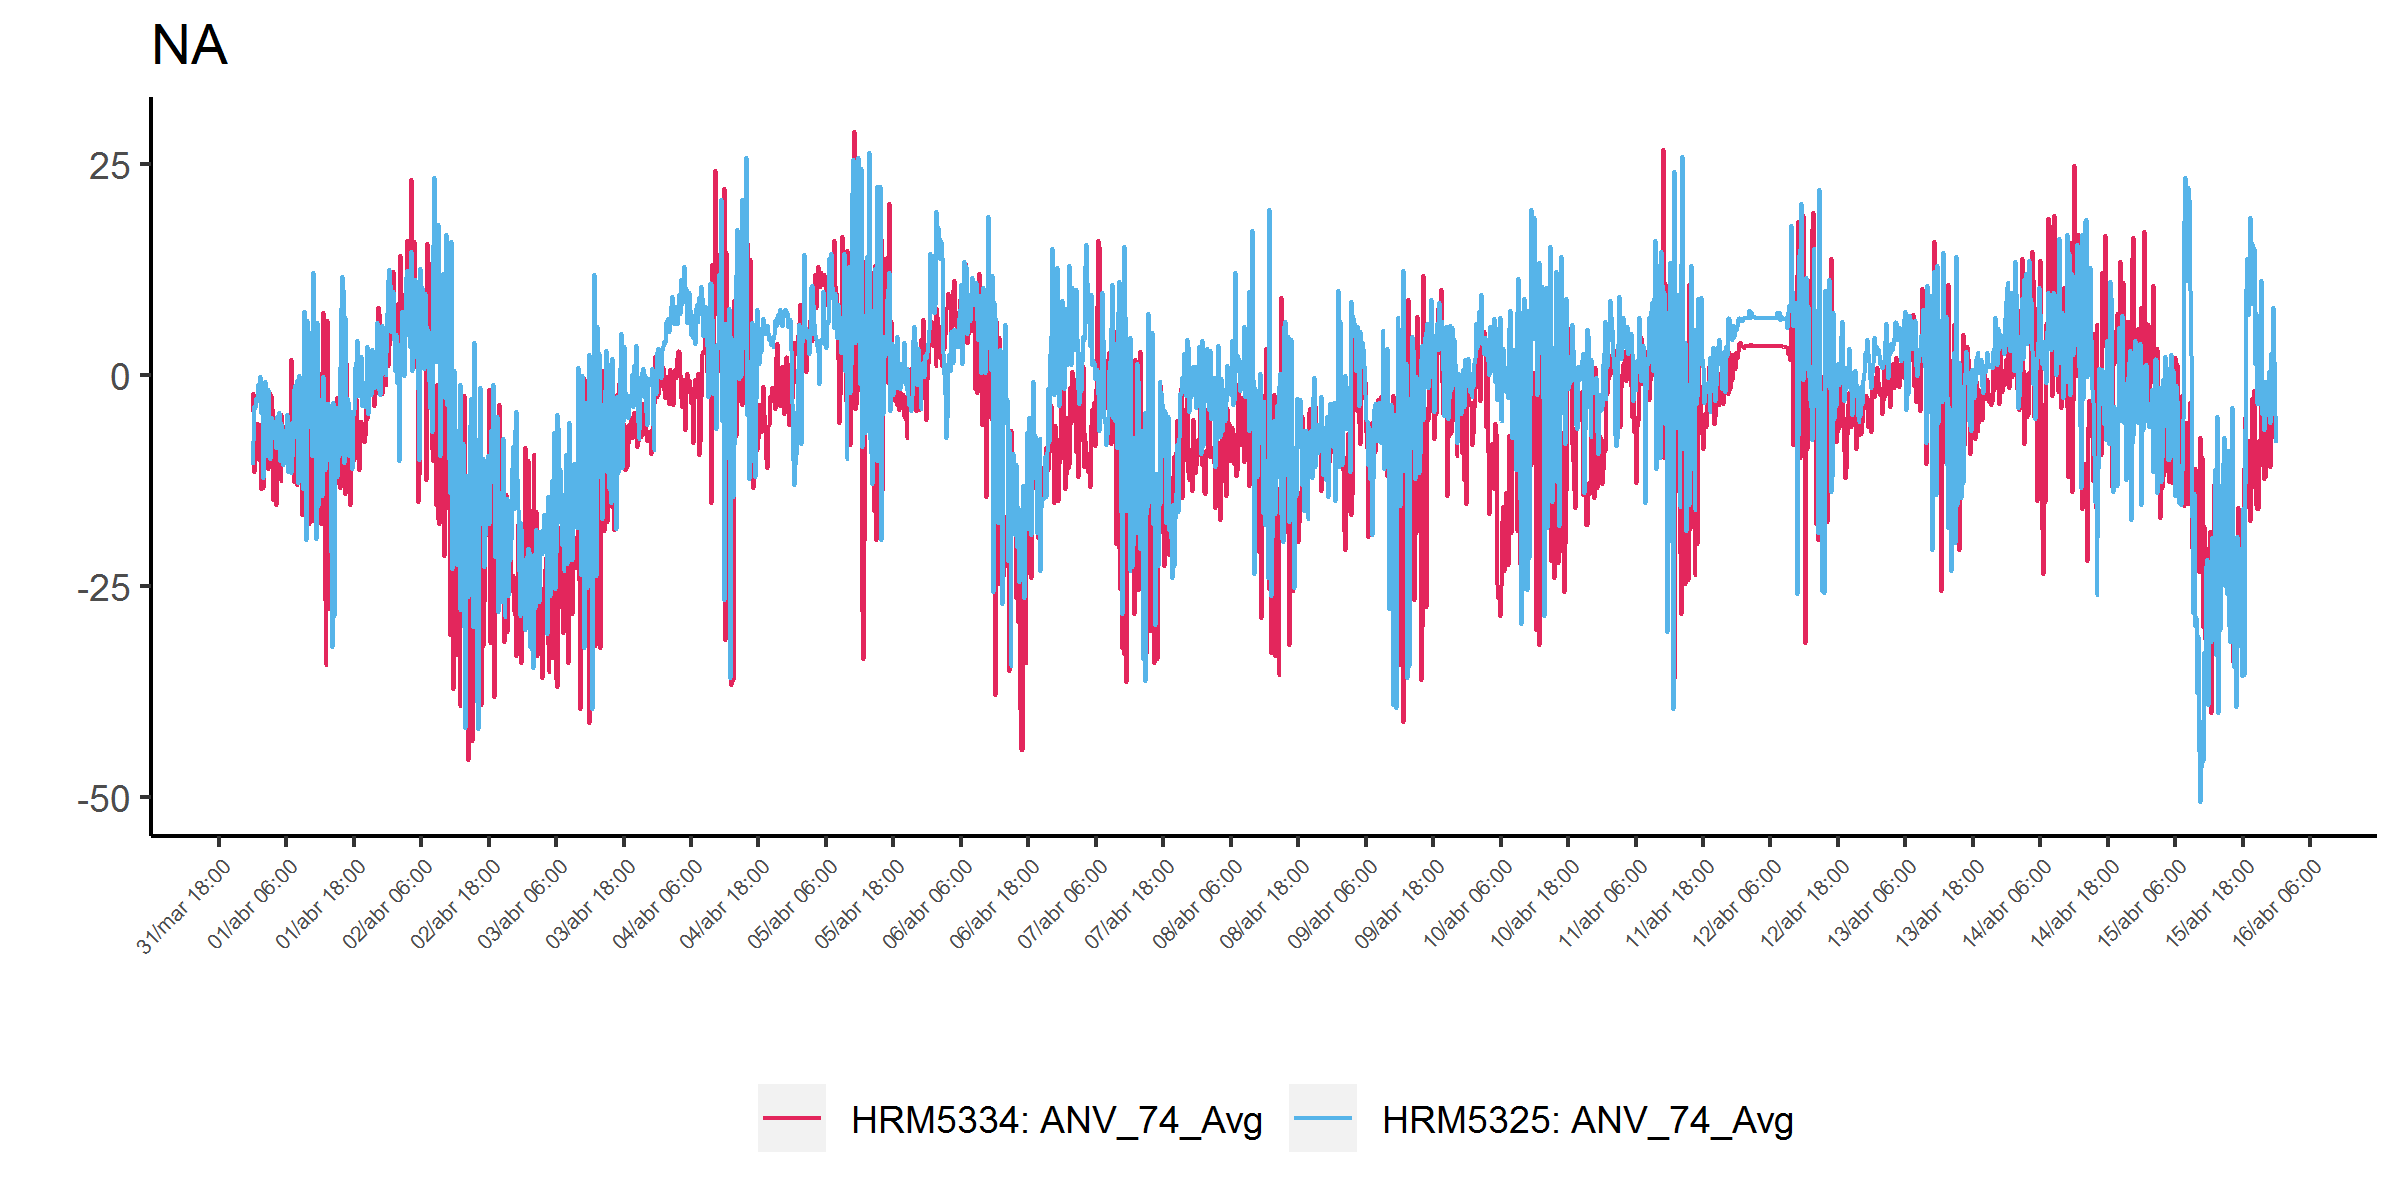 NA
25
0
-25
-50
31/mar 18:00
01/abr 06:00
01/abr 18:00
02/abr 06:00
02/abr 18:00
03/abr 06:00
03/abr 18:00
04/abr 06:00
04/abr 18:00
05/abr 06:00
05/abr 18:00
06/abr 06:00
06/abr 18:00
07/abr 06:00
07/abr 18:00
08/abr 06:00
08/abr 18:00
09/abr 06:00
09/abr 18:00
10/abr 06:00
10/abr 18:00
11/abr 06:00
11/abr 18:00
12/abr 06:00
12/abr 18:00
13/abr 06:00
13/abr 18:00
14/abr 06:00
14/abr 18:00
15/abr 06:00
15/abr 18:00
16/abr 06:00
HRM5334: ANV_74_Avg
HRM5325: ANV_74_Avg